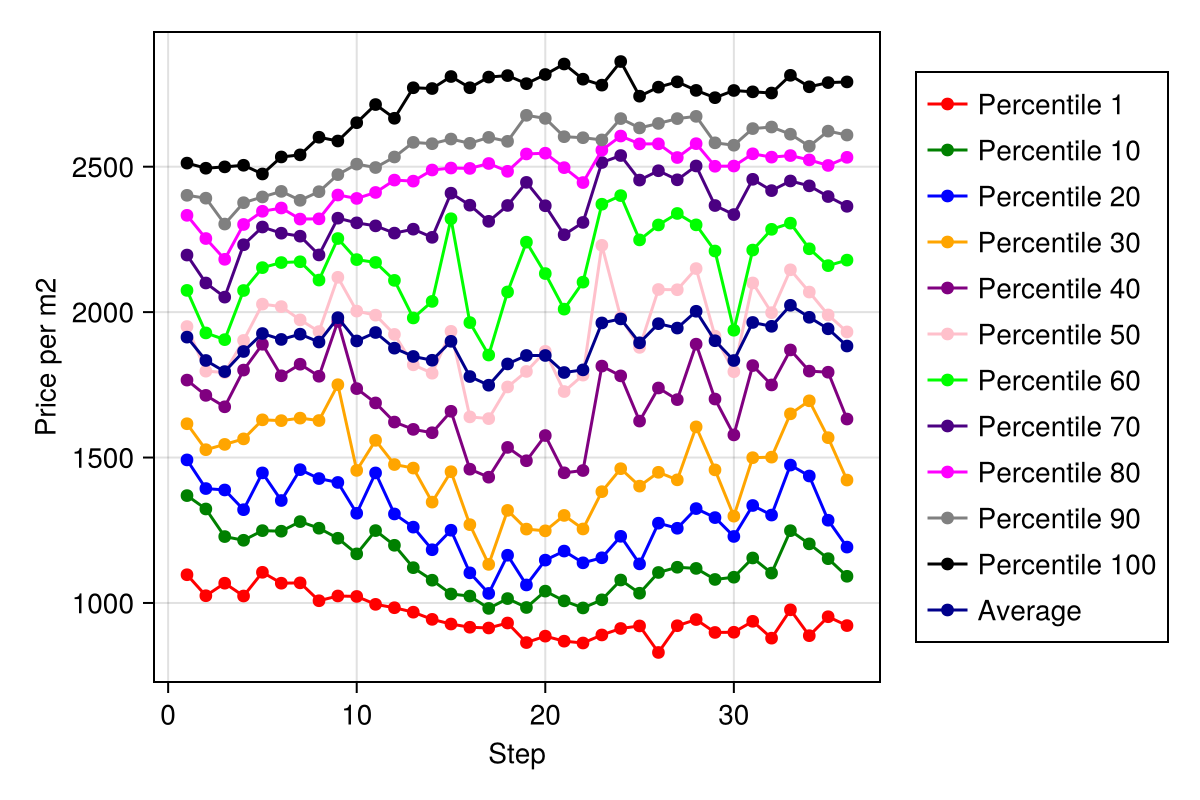 2500
2000
1500
1000
0
10
20
30
Price per m2
Step
Percentile 1
Percentile 10
Percentile 20
Percentile 30
Percentile 40
Percentile 50
Percentile 60
Percentile 70
Percentile 80
Percentile 90
Percentile 100
Average